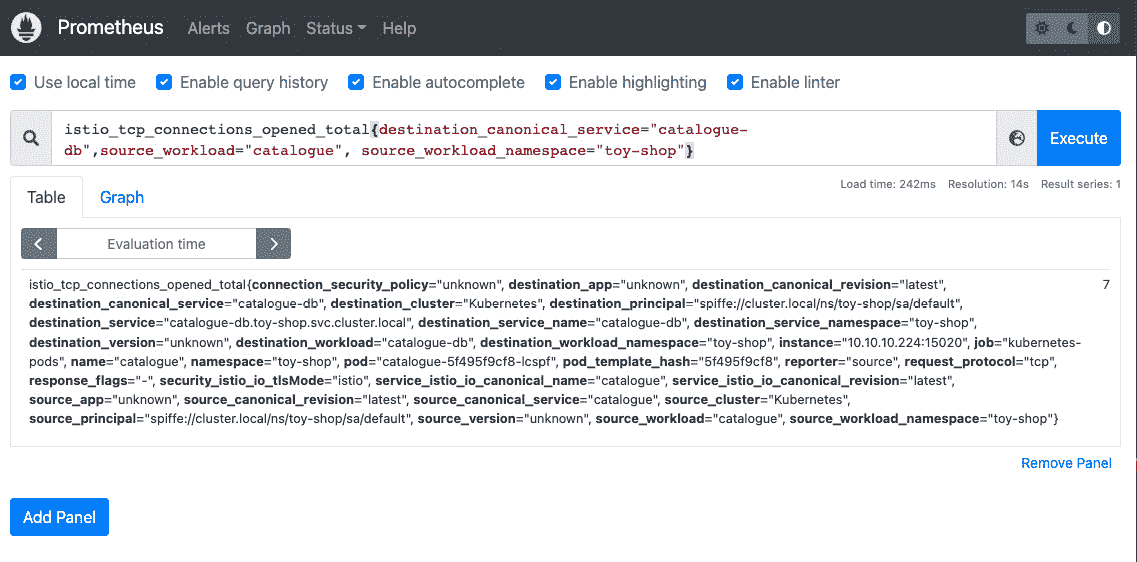 Prometheus Alerts Graph Status Help
Use local time Enable query history Enable autocomplete Enable highlighting Enable linter
istio_tcp_connections_opened_total{destination_canonical_service="catalogue-
db",source_workload="catalogue", source_workload_namespace="toy-shop"}
Execute
Load time: 242ms Resolution: 14s Result series: 1
Table Graph
Evaluation time
istio_tcp_connections_opened_total{connection_security_policy="unknown", destination_app="unknown", destination_canonical_revision="latest", 7
destination_canonical_service="catalogue-db", destination_cluster="Kubernetes", destination_principal="spiffe://cluster.local/ns/toy-shop/sa/default",
destination_service="catalogue-db.toy-shop.svc.cluster.local", destination_service_name="catalogue-db", destination_service_namespace="toy-shop",
destination_version="unknown", destination_workload="catalogue-db", destination_workload_namespace="toy-shop", instance="10.10.10.224:15020", job="kubernetes-
pods", name="catalogue", namespace="toy-shop", pod="catalogue-5f495f9cf8-lcspf", pod_template_hash="5f495f9cf8", reporter="source", request_protocol="tcp",
response_flags="-", security_istio_io_tlsMode="istio", service_istio_io_canonical_name="catalogue", service_istio_io_canonical_revision="latest",
source_app="unknown", source_canonical_revision="latest", source_canonical_service="catalogue", source_cluster="Kubernetes",
source_principal="spiffe://cluster.local/ns/toy-shop/sa/default", source_version="unknown", source_workload="catalogue", source_workload_namespace="toy-shop"}
Remove Panel
Add Panel